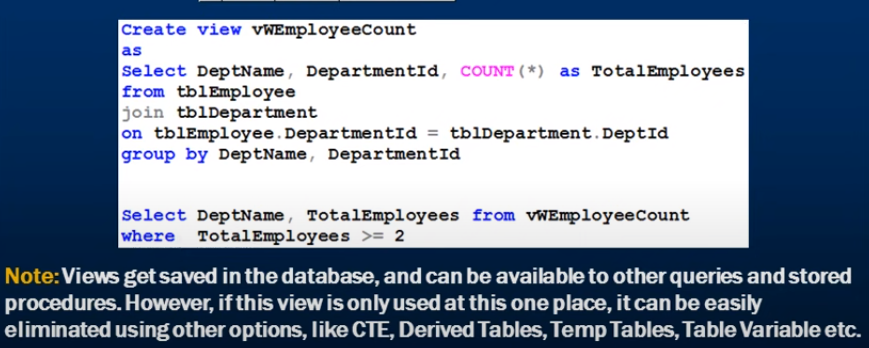 Create view vWEmployeeCount
as
Select DeptName, DepartmentId, COUNT(*) as TotalEmployees
from tblEmployee
join tblDepartment
on tblEmployee.DepartmentId = tblDepartment.DeptId
group by DeptName, DepartmentId
Select DeptName, TotalEmployees from vWEmployeeCount
where TotalEmployees >= 2
Note: Views get saved in the database, and can be available to other queries and stored
procedures. However, if this view is only used at this one place, it can be easily
eliminated using other options, like CTE, Derived Tables, Temp Tables, Table Variable etc.